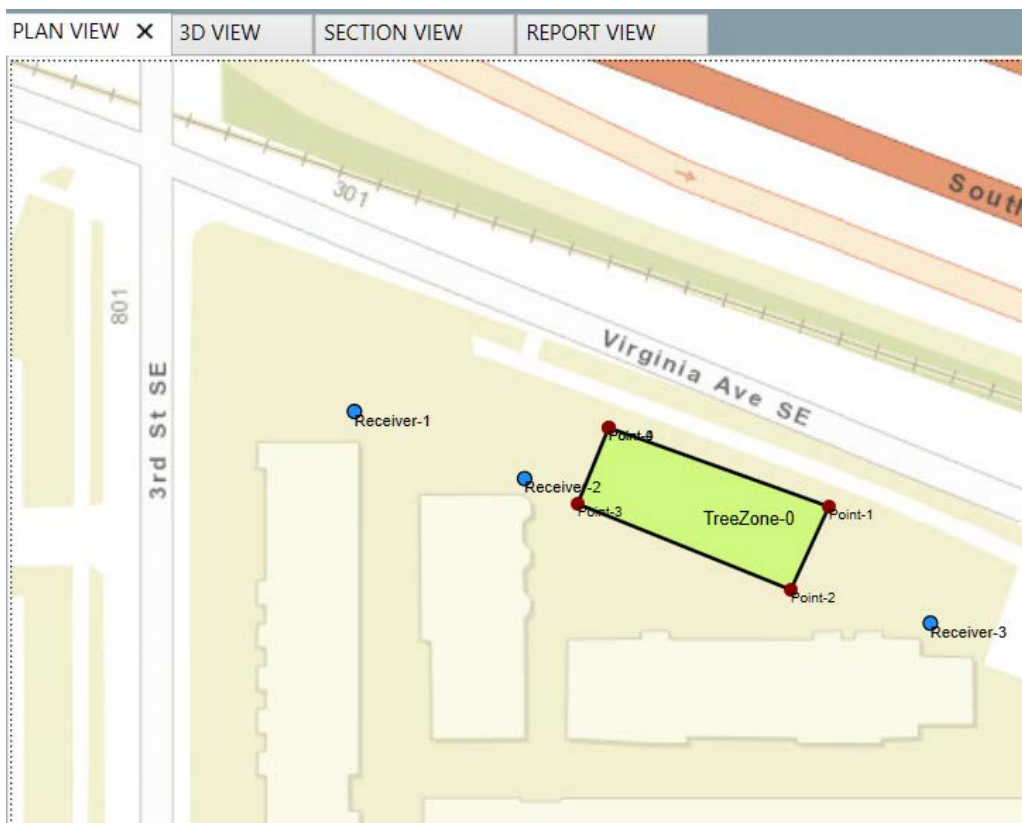 PLAN VIEW X
3D VIEW
SECTION VIEW
REPORT VIEW
South
301
801
Virginia Ave SE
3rd St SE
Receiver-1
Receiver-2
Point-3
Point-1
TreeZone-0
Point-2
Receiver-3